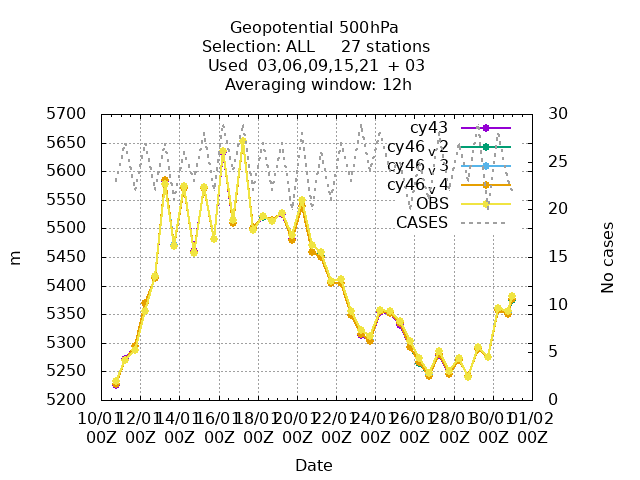 Geopotential 500hPa
Selection: ALL     27 stations
Used  03,06,09,15,21  + 03
Averaging window: 12h
5700
5650
5600
5550
5500
5450
5400
5350
5300
5250
5200
m
30
25
20
15
10
5
0
No cases
cy43
cy46_v_2
cy46_v_3
cy46_v_4
OBS
CASES
10/01 12/01 14/01 16/01 18/01 20/01 22/01 24/01 26/01 28/01 30/01 01/02
00Z 00Z 00Z 00Z 00Z 00Z 00Z 00Z 00Z 00Z 00Z 00Z
Date